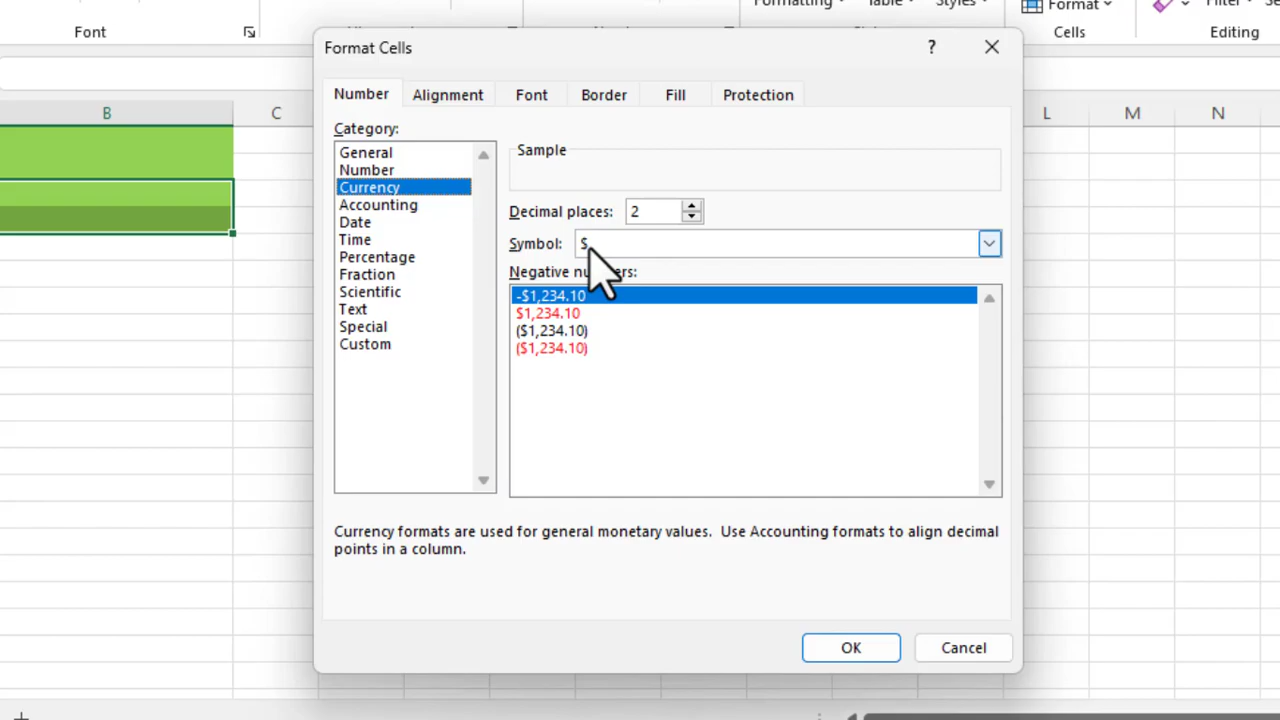 Formatting
Table
Styles
Format
Filter
Font
Cells
Editing
Format Cells
?
Number
Alignment
Font
Border
Fill
Protection
B
C
L
M
N
Category:
General
Number
Currency
Accounting
Date
Time
Percentage
Fraction
Scientific
Text
Special
Custom
Sample
Decimal places: 2
Symbol: $
Negative numbers:
-$1,234.10
$1,234.10
($1,234.10)
($1,234.10)
Currency formats are used for general monetary values. Use Accounting formats to align decimal
points in a column.
OK
Cancel